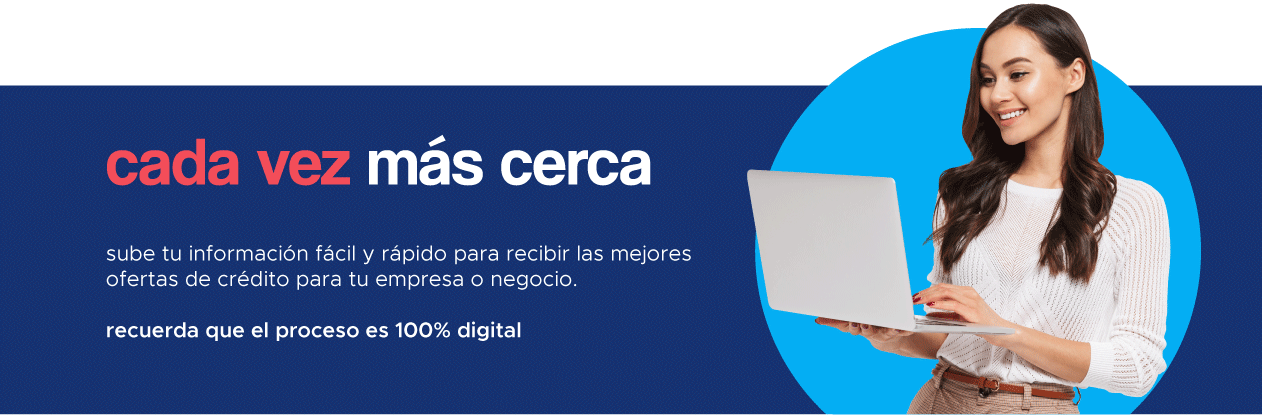 cada vez más cerca
sube tu información fácil y rápido para recibir las mejores
ofertas de crédito para tu empresa o negocio.
recuerda que el proceso es 100% digital